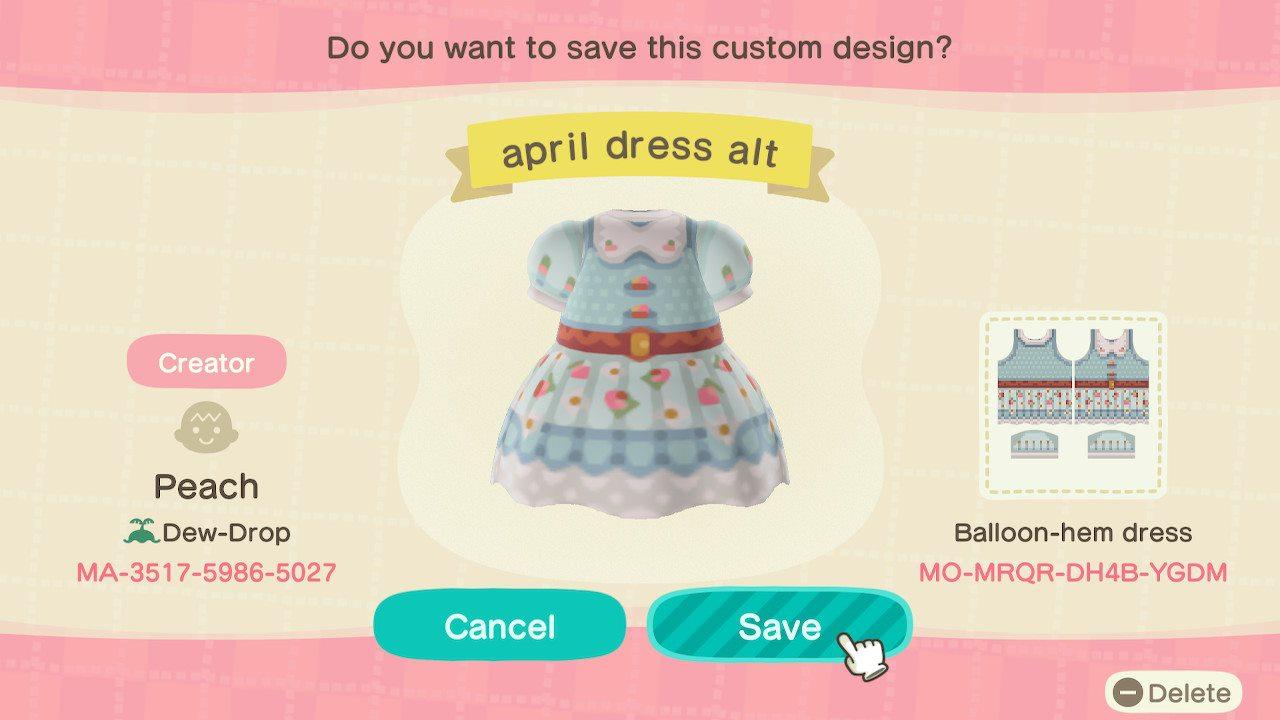 Do you want to save this custom design?
april dress alt
Creator
Peach
Dew-Drop
MA-3517-5986-5027
Balloon-hem dress
MO-MRQR-DH4B-YGDM
Cancel
Save
Delete